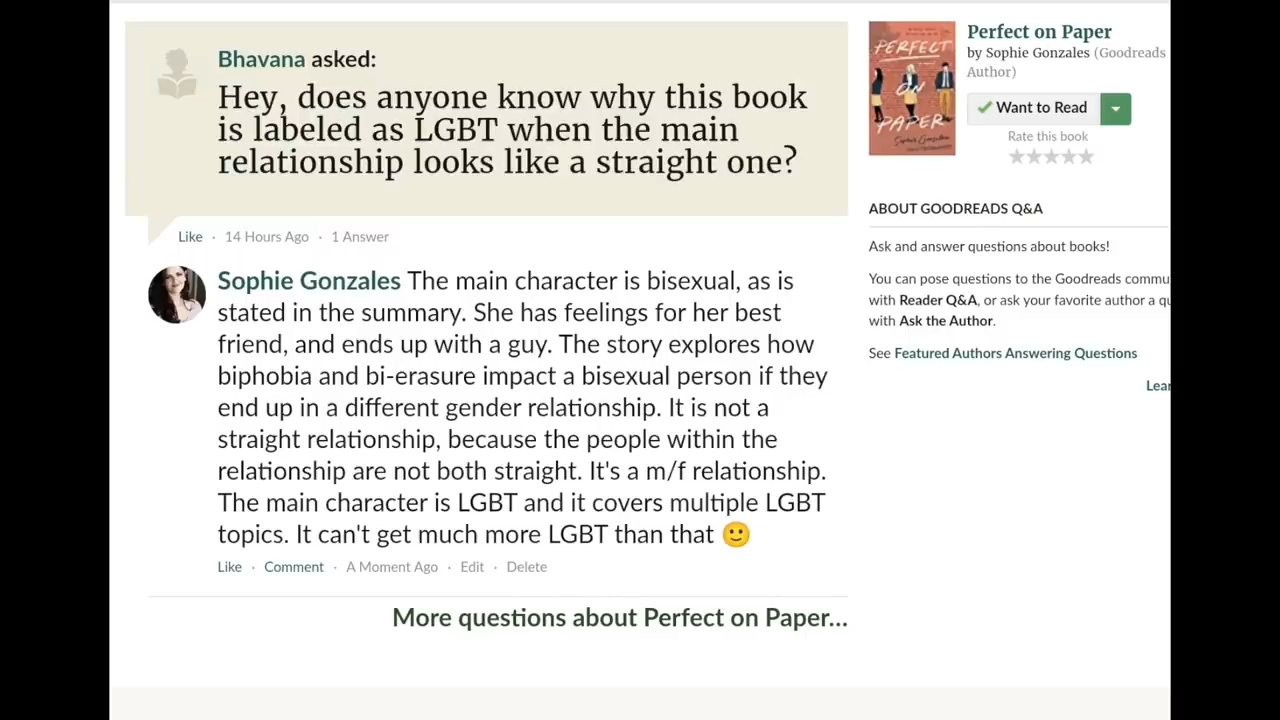 Bhavana asked:
Hey, does anyone know why this book
is labeled as LGBT when the main
relationship looks like a straight one?
Like · 14 Hours Ago · 1 Answer
Sophie Gonzales The main character is bisexual, as is
stated in the summary. She has feelings for her best
friend, and ends up with a guy. The story explores how
biphobia and bi-erasure impact a bisexual person if they
end up in a different gender relationship. It is not a
straight relationship, because the people within the
relationship are not both straight. It's a m/f relationship.
The main character is LGBT and it covers multiple LGBT
topics. It can't get much more LGBT than that 🙂
Like · Comment · A Moment Ago · Edit · Delete
More questions about Perfect on Paper...
PERFECT
ON
PAPER
Sophie Gonzales
Perfect on Paper
by Sophie Gonzales (Goodreads
Author)
Want to Read
Rate this book
ABOUT GOODREADS Q&A
Ask and answer questions about books!
You can pose questions to the Goodreads commu
with Reader Q&A, or ask your favorite author a qu
with Ask the Author.
See Featured Authors Answering Questions
Lear